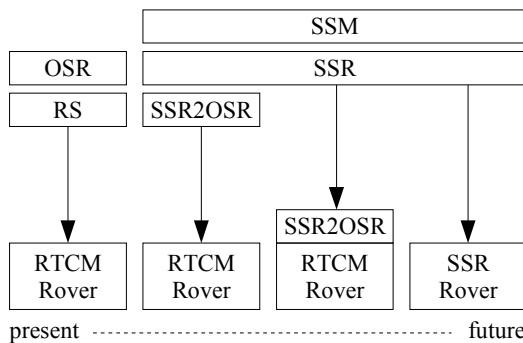 SSM
OSR
SSR
RS
SSR2OSR
SSR2OSR
RTCM
Rover
RTCM
Rover
RTCM
Rover
SSR
Rover
present
future